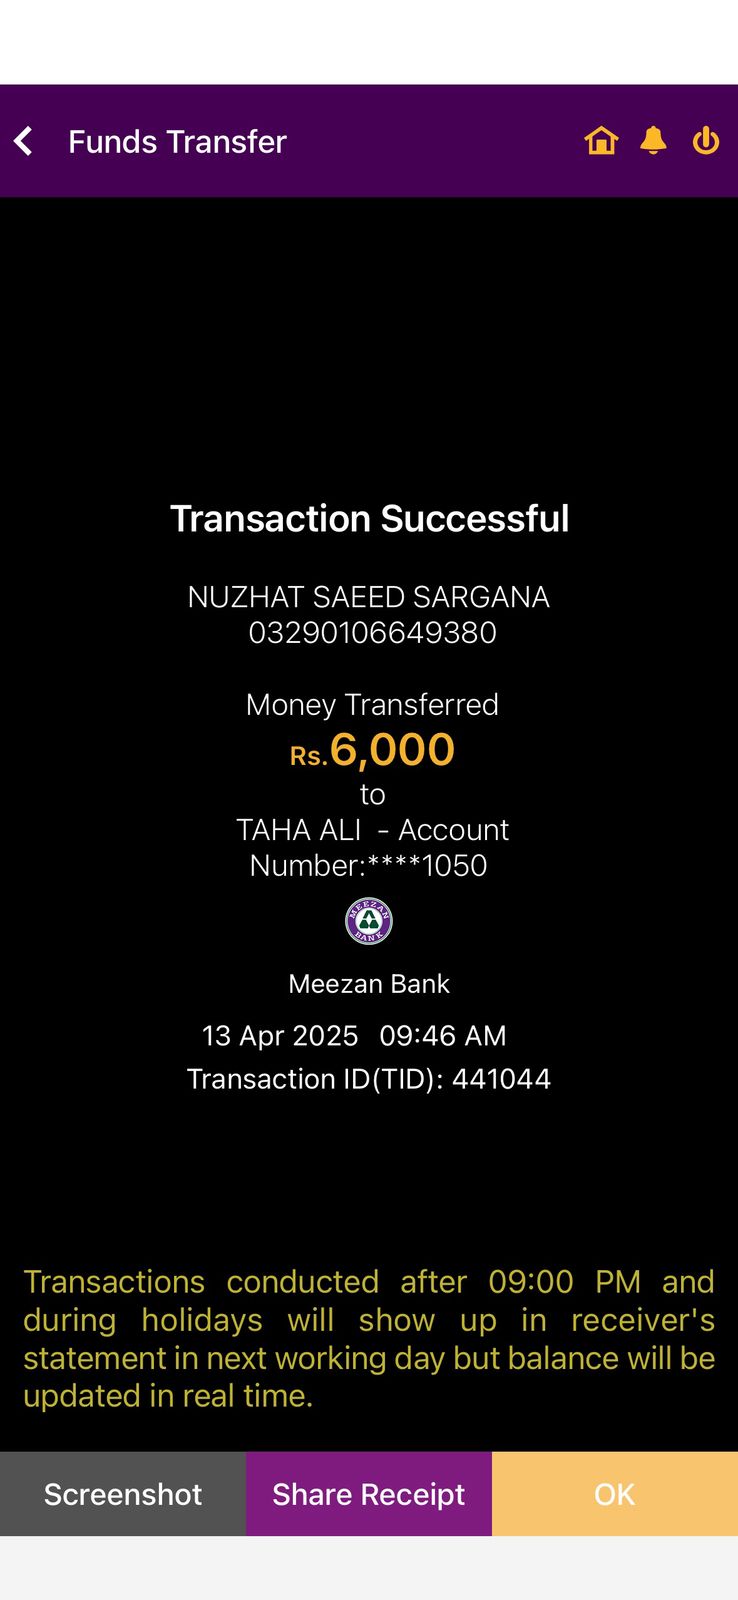 Funds Transfer
Transaction Successful
NUZHAT SAEED SARGANA
03290106649380
Money Transferred
Rs.6,000
to
TAHA ALI - Account
Number:****1050
MEEZAN
BANK
Meezan Bank
13 Apr 2025 09:46 AM
Transaction ID(TID): 441044
Transactions conducted after 09:00 PM and
during holidays will show up in receiver's
statement in next working day but balance will be
updated in real time.
Screenshot
Share Receipt
OK